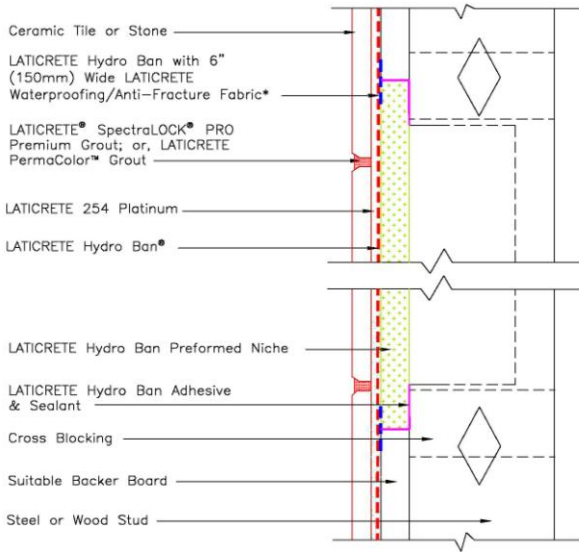 Ceramic Tile or Stone
LATICRETE Hydro Ban with 6”
(150mm) Wide LATICRETE
Waterproofing/Anti-Fracture Fabric*
LATICRETE® SpectraLOCK® PRO
Premium Grout; or, LATICRETE
PermaColor™ Grout
LATICRETE 254 Platinum
LATICRETE Hydro Ban®
LATICRETE Hydro Ban Preformed Niche
LATICRETE Hydro Ban Adhesive
& Sealant
Cross Blocking
Suitable Backer Board
Steel or Wood Stud